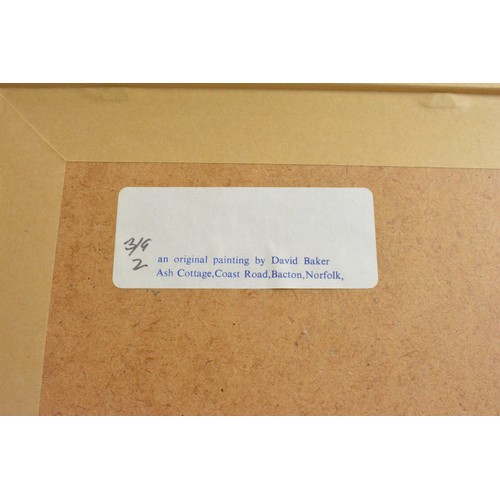 3/9
2
an original painting by David Baker
Ash Cottage,Coast Road,Bacton,Norfolk,